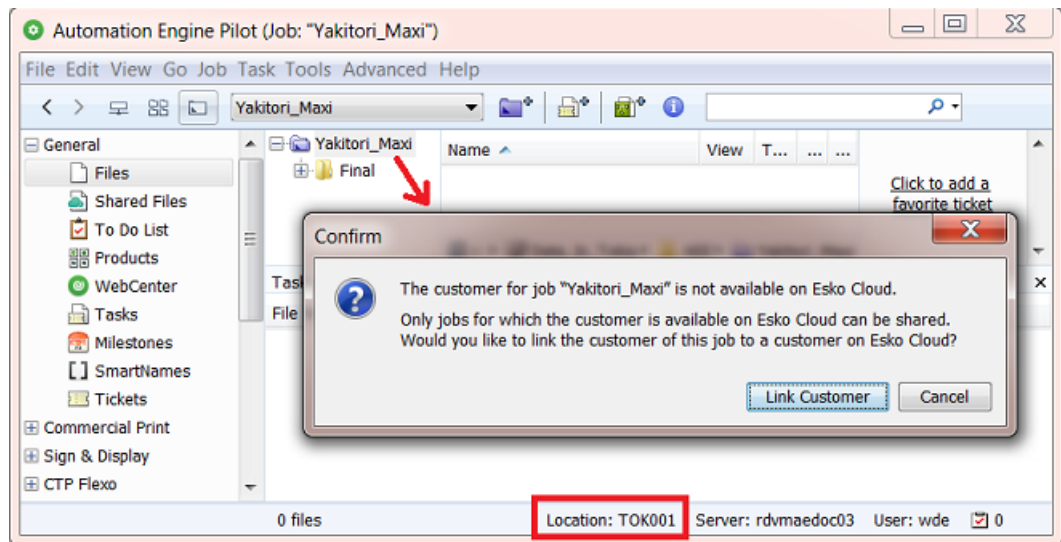 Automation Engine Pilot (Job: "Yakitori_Maxi")
File Edit View Go Job Task Tools Advanced Help
Yakitori_Maxi
General
Files
Shared Files
To Do List
Products
WebCenter
Tasks
Milestones
SmartNames
Tickets
Commercial Print
Sign & Display
CTP Flexo
Yakitori_Maxi
Final
Name View T... ... ...
Click to add a
favorite ticket
File
Confirm
The customer for job "Yakitori_Maxi" is not available on Esko Cloud.
Only jobs for which the customer is available on Esko Cloud can be shared.
Would you like to link the customer of this job to a customer on Esko Cloud?
Link Customer Cancel
0 files Location: TOK001 Server: rdvmaedoc03 User: wde 0